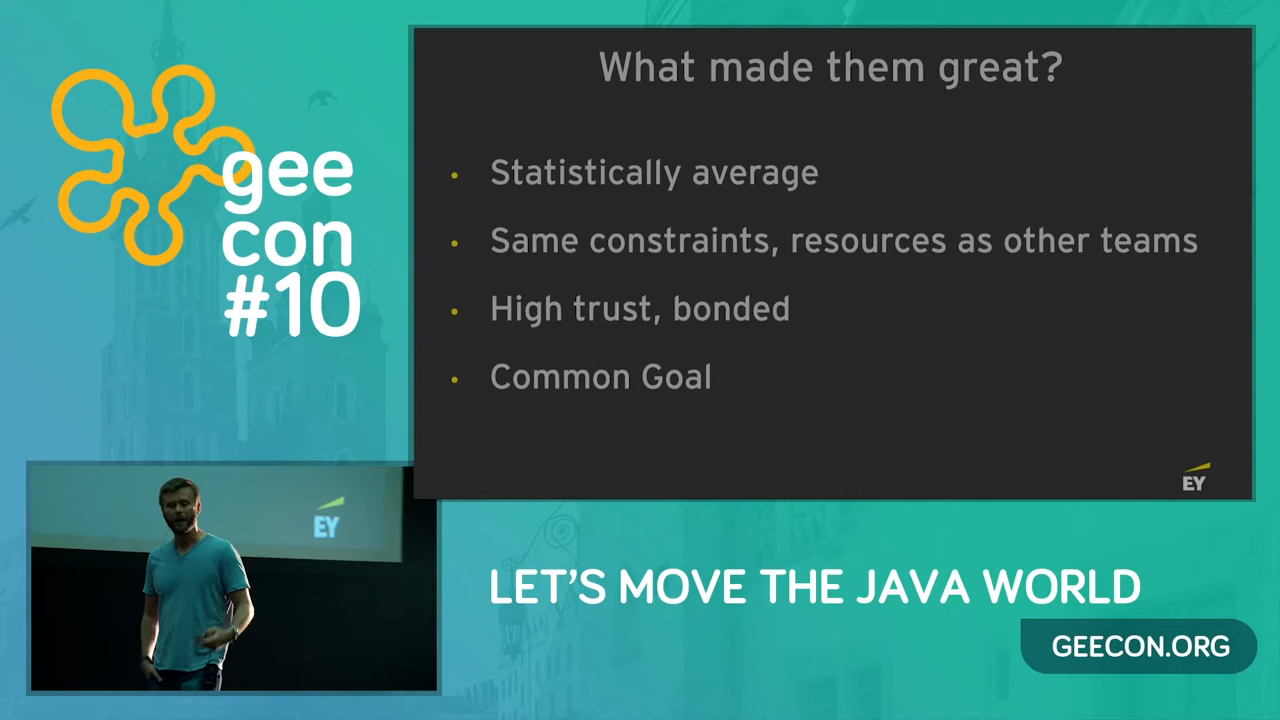 gee
con
#10
What made them great?
• Statistically average
• Same constraints, resources as other teams
• High trust, bonded
• Common Goal
EY
EY
LET'S MOVE THE JAVA WORLD
GEECON.ORG